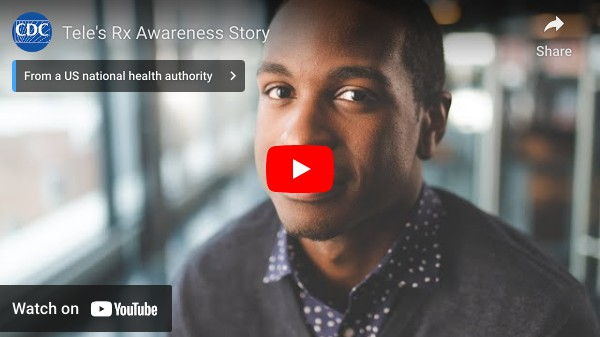 CDC
Tele's Rx Awareness Story
Share
From a US national health authority
Watch on YouTube